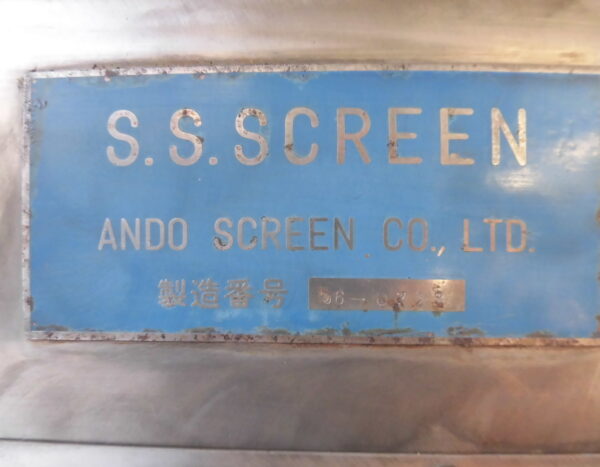 S.S.SCREEN
ANDO SCREEN CO., LTD.
製造番号